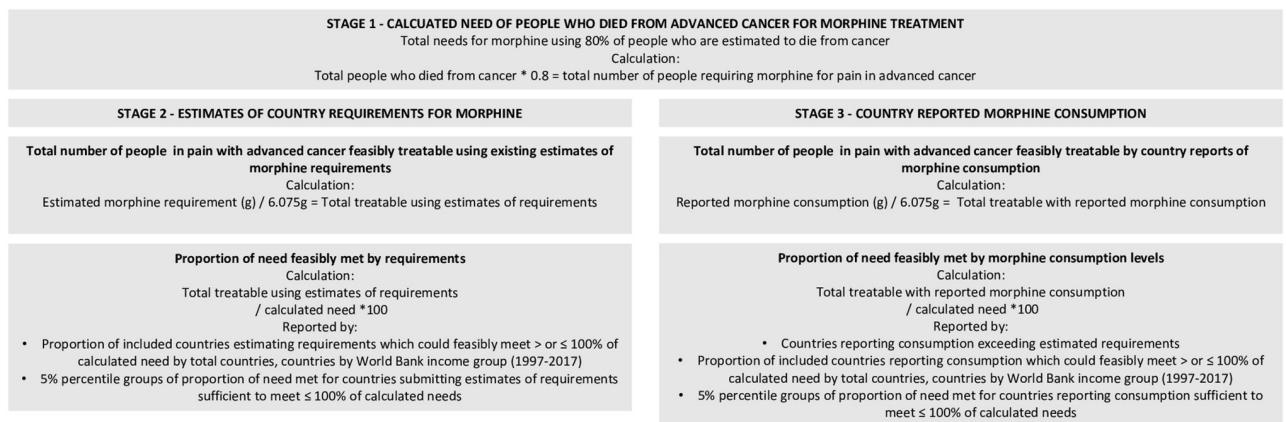 STAGE 1 - CALCUATED NEED OF PEOPLE WHO DIED FROM ADVANCED CANCER FOR MORPHINE TREATMENT
Total needs for morphine using 80% of people who are estimated to die from cancer
Calculation:
Total people who died from cancer * 0.8 = total number of people requiring morphine for pain in advanced cancer
STAGE 2 - ESTIMATES OF COUNTRY REQUIREMENTS FOR MORPHINE
Total number of people in pain with advanced cancer feasibly treatable using existing estimates of
morphine requirements
Calculation:
Estimated morphine requirement (g) / 6.075g = Total treatable using estimates of requirements
Proportion of need feasibly met by requirements
Calculation:
Total treatable using estimates of requirements
/ calculated need *100
Reported by:
• Proportion of included countries estimating requirements which could feasibly meet > or ≤ 100% of
calculated need by total countries, countries by World Bank income group (1997-2017)
• 5% percentile groups of proportion of need met for countries submitting estimates of requirements
sufficient to meet ≤ 100% of calculated needs
STAGE 3 - COUNTRY REPORTED MORPHINE CONSUMPTION
Total number of people in pain with advanced cancer feasibly treatable by country reports of
morphine consumption
Calculation:
Reported morphine consumption (g) / 6.075g = Total treatable with reported morphine consumption
Proportion of need feasibly met by morphine consumption levels
Calculation:
Total treatable with reported morphine consumption
/ calculated need *100
Reported by:
• Countries reporting consumption exceeding estimated requirements
• Proportion of included countries reporting consumption which could feasibly meet > or ≤ 100% of
calculated need by total countries, countries by World Bank income group (1997-2017)
• 5% percentile groups of proportion of need met for countries reporting consumption sufficient to
meet ≤ 100% of calculated needs